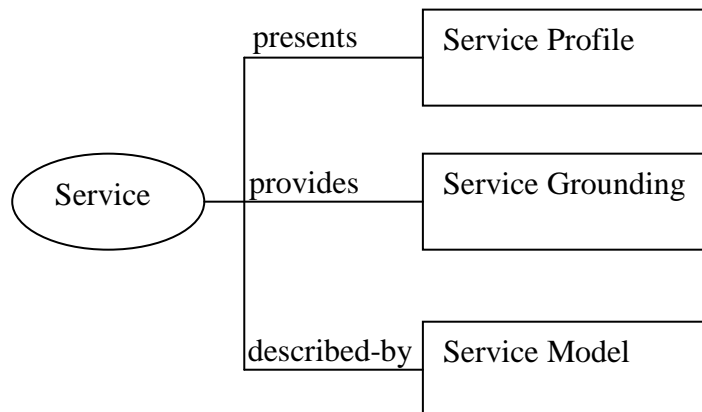 presents
Service Profile
Service
provides
Service Grounding
described-by
Service Model